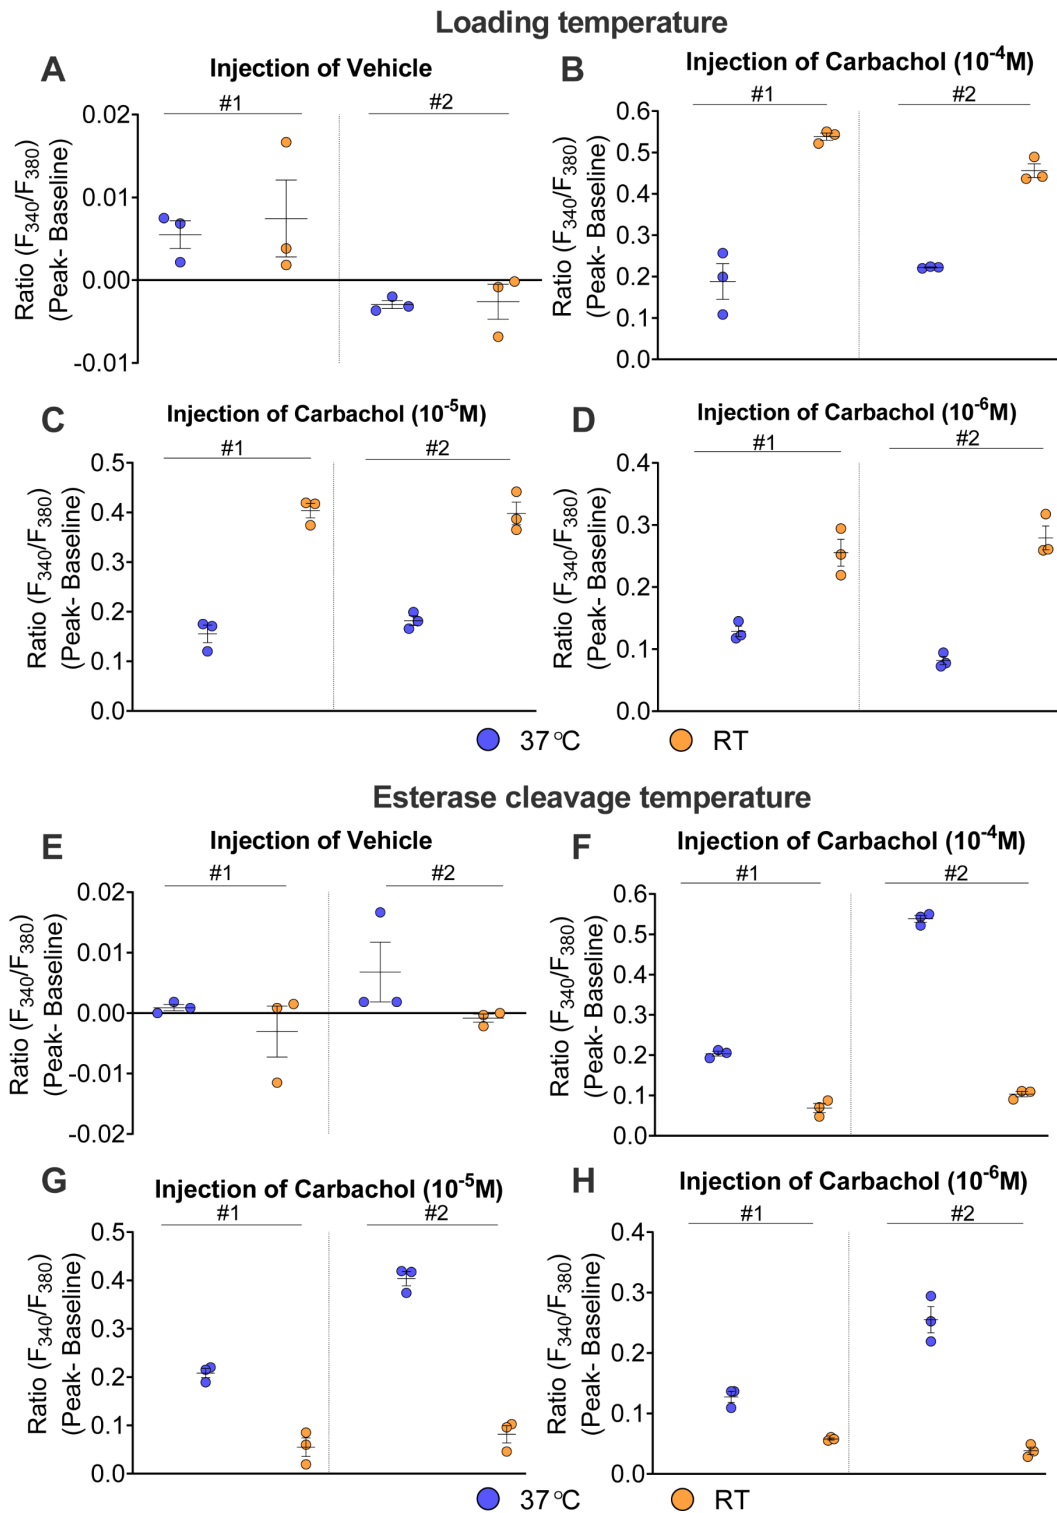 Loading temperature
A
Injection of Vehicle
#1
#2
Ratio (F340/F380)
(Peak- Baseline)
0.02
0.01
0.00
-0.01
B
Injection of Carbachol (10-4M)
#1
#2
Ratio (F340/F380)
(Peak- Baseline)
0.6
0.5
0.4
0.3
0.2
0.1
0.0
C
Injection of Carbachol (10-5M)
#1
#2
Ratio (F340/F380)
(Peak- Baseline)
0.5
0.4
0.3
0.2
0.1
0.0
D
Injection of Carbachol (10-6M)
#1
#2
Ratio (F340/F380)
(Peak- Baseline)
0.4
0.3
0.2
0.1
0.0
37°C
RT
Esterase cleavage temperature
E
Injection of Vehicle
#1
#2
Ratio (F340/F380)
(Peak- Baseline)
0.02
0.01
0.00
-0.01
-0.02
F
Injection of Carbachol (10-4M)
#1
#2
Ratio (F340/F380)
(Peak- Baseline)
0.6
0.5
0.4
0.3
0.2
0.1
0.0
G
Injection of Carbachol (10-5M)
#1
#2
Ratio (F340/F380)
(Peak- Baseline)
0.5
0.4
0.3
0.2
0.1
0.0
H
Injection of Carbachol (10-6M)
#1
#2
Ratio (F340/F380)
(Peak- Baseline)
0.4
0.3
0.2
0.1
0.0
37°C
RT